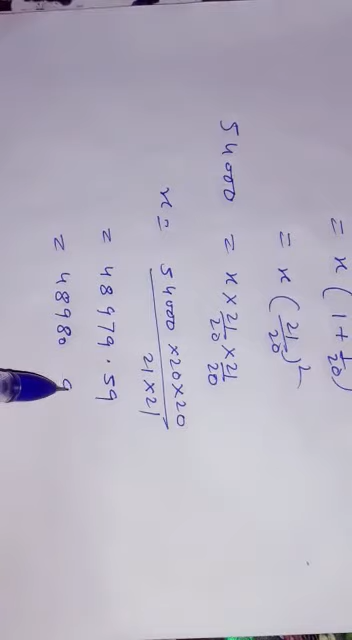 = x (1 + 1/20)
= x (21/20)²
54000 = x × 21/20 × 21/20
x = 54000 × 20 × 20 / 21 × 21
= 48979.59
= 48980